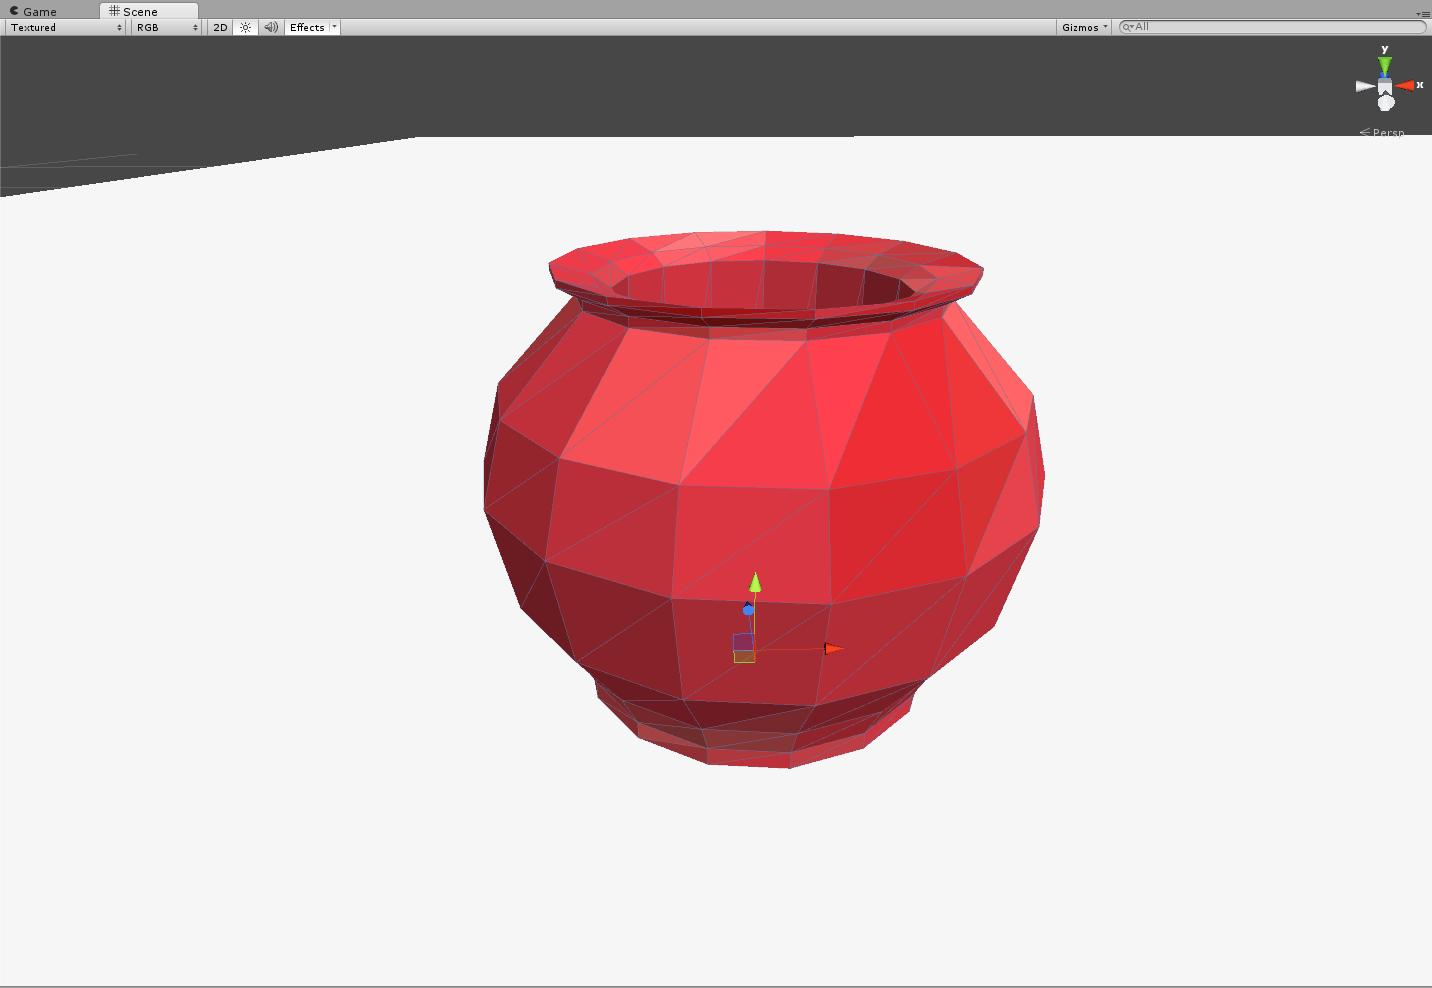 Game Scene
Textured RGB 2D Effects Gizmos All
y
x
Persp